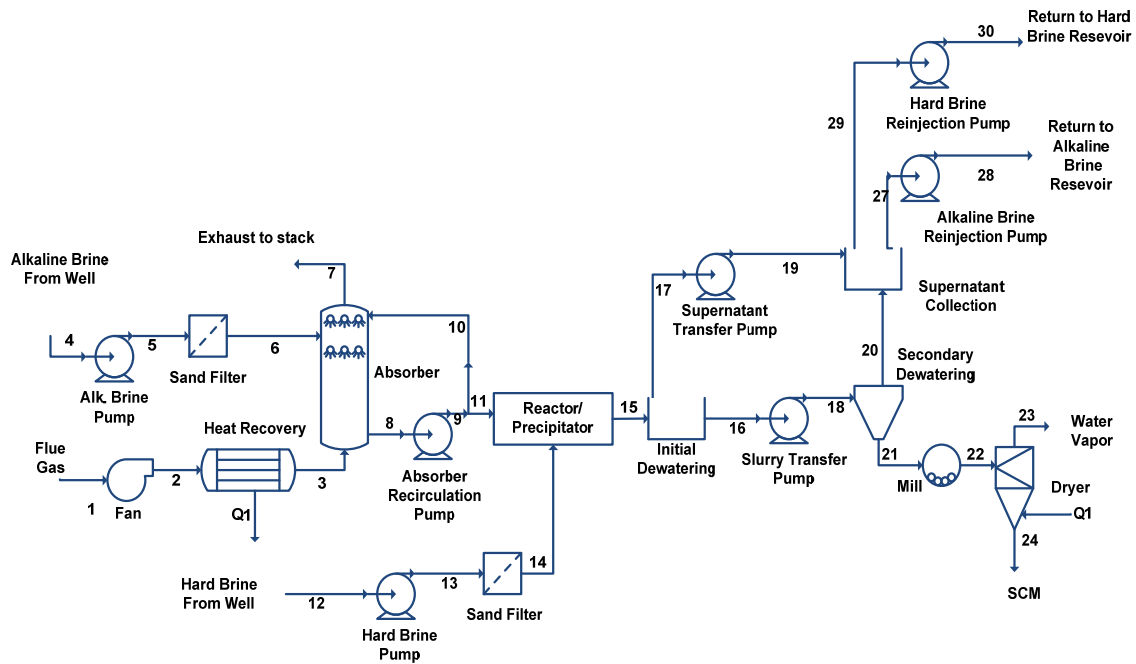 30
Return to Hard
Brine Resevoir
Hard Brine
Reinjection Pump
29
Return to
Alkaline
Brine
Resevoir
28
27
Alkaline Brine
Reinjection Pump
Exhaust to stack
7
Alkaline Brine
From Well
17
19
Supernatant
Transfer Pump
Supernatant
Collection
4
5
6
10
Sand Filter
Absorber
Alk. Brine
Pump
20
Secondary
Dewatering
11
Reactor/
Precipitator
15
16
18
8
9
Heat Recovery
Flue
Gas
1
2
3
Fan
Q1
Absorber
Recirculation
Pump
Initial
Dewatering
Slurry Transfer
Pump
21
22
23
Water
Vapor
Mill
Dryer
Q1
24
SCM
Hard Brine
From Well
12
13
14
Sand Filter
Hard Brine
Pump